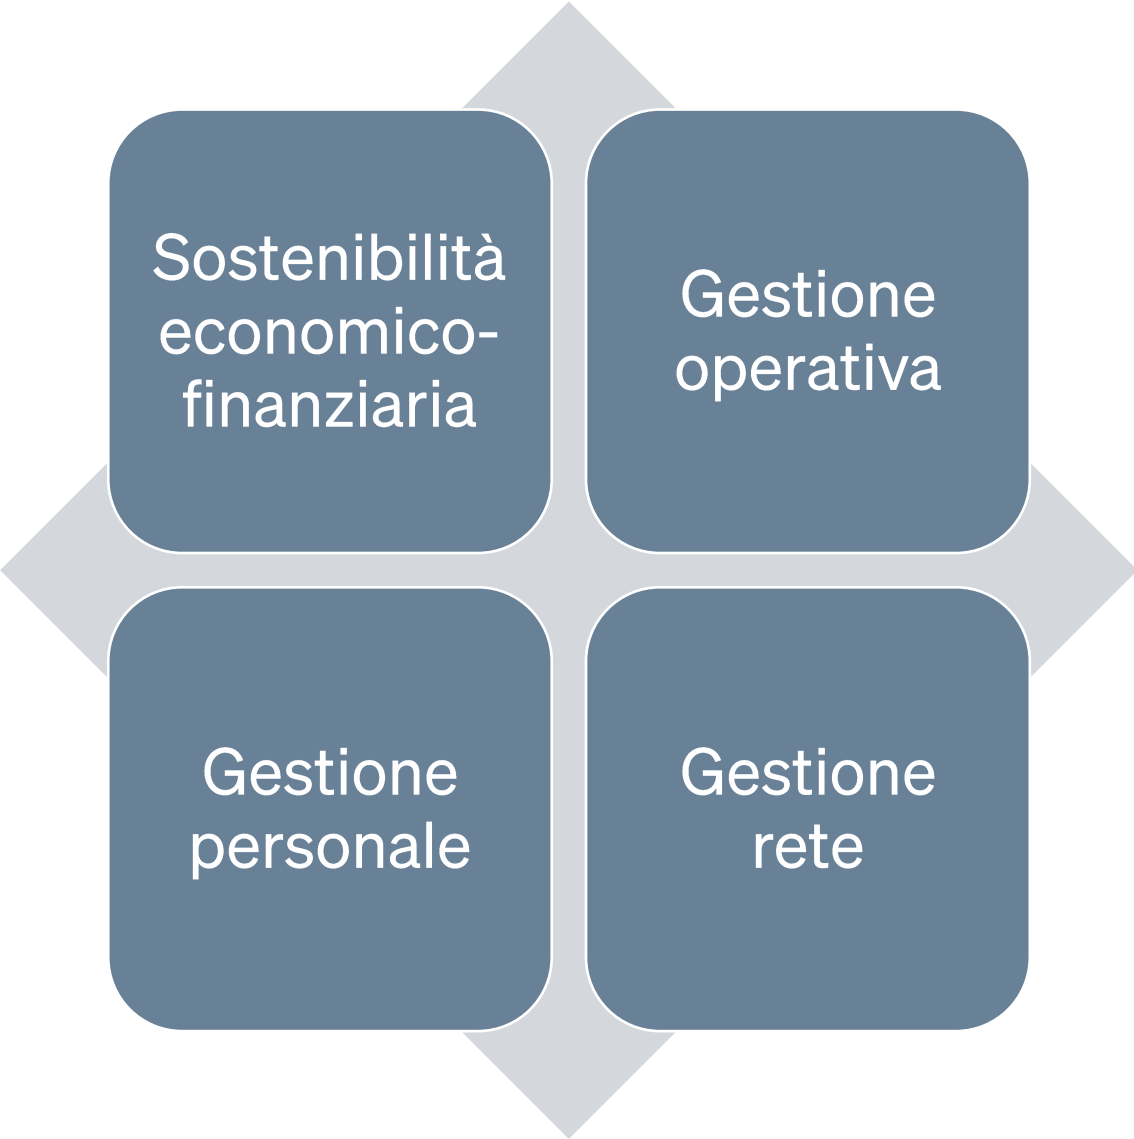 Sostenibilità
economico-
finanziaria
Gestione
operativa
Gestione
personale
Gestione
rete